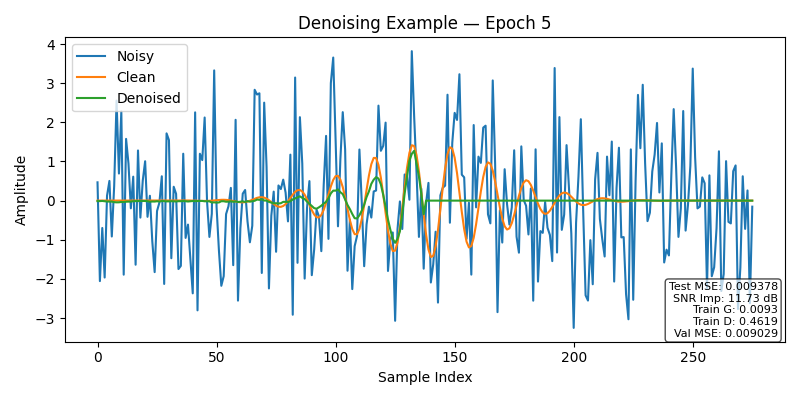 Denoising Example — Epoch 5
Noisy
Clean
Denoised
Amplitude
4
3
2
1
0
−1
−2
−3
0
50
100
150
200
250
Sample Index
Test MSE: 0.009378
SNR Imp: 11.73 dB
Train G: 0.0093
Train D: 0.4619
Val MSE: 0.009029